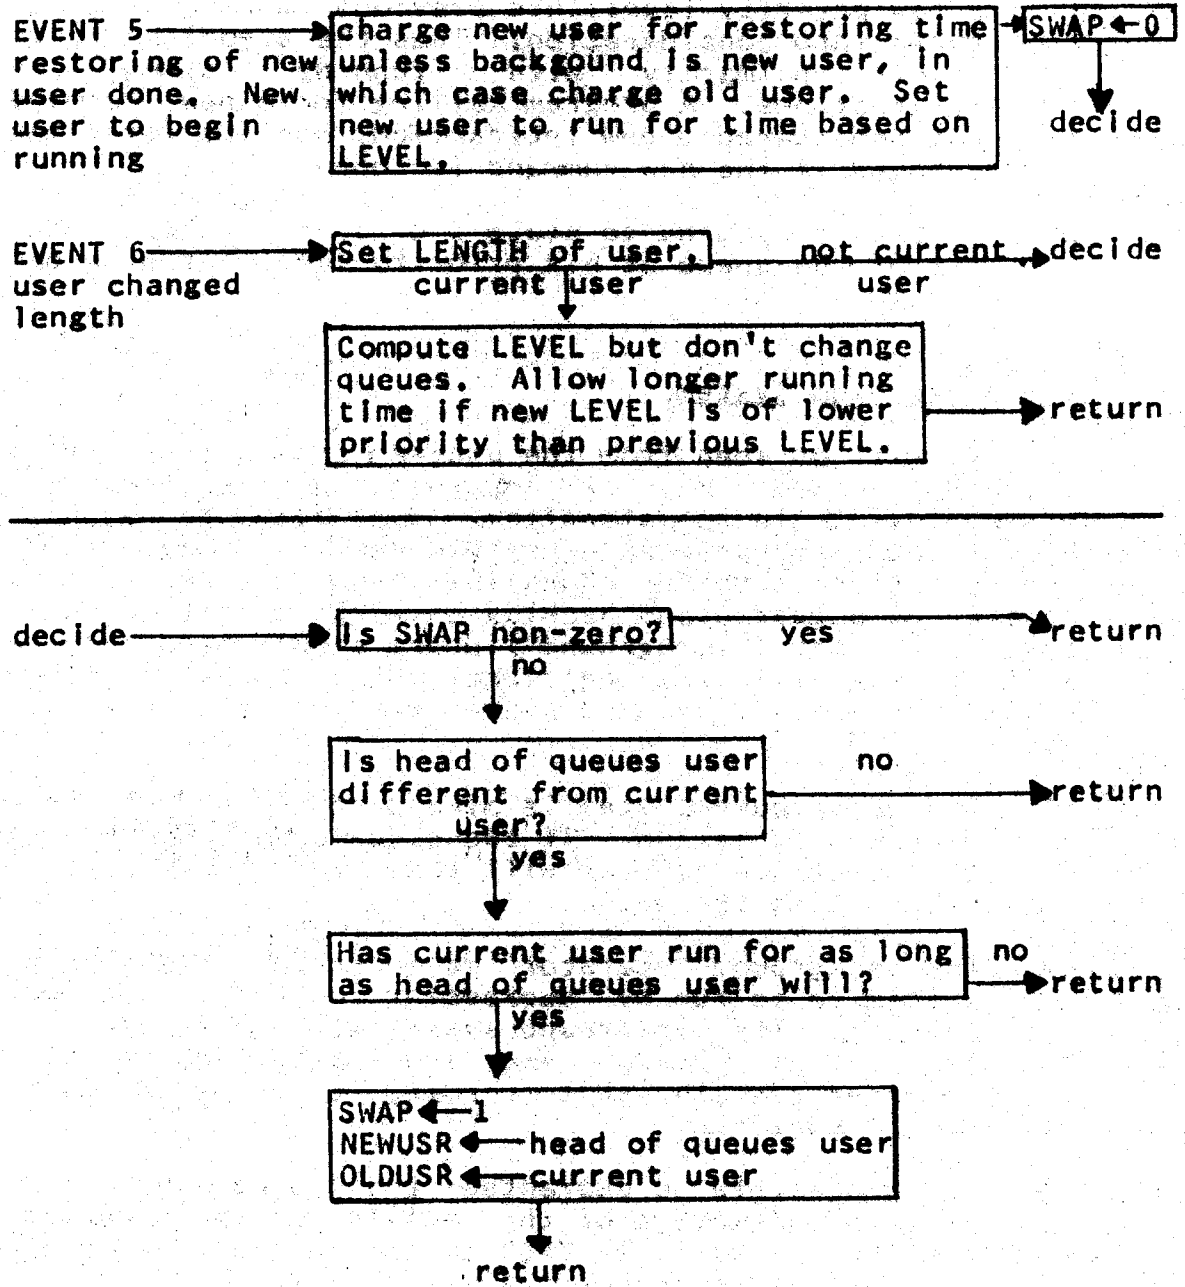 EVENT 5
restoring of new
user done. New
user to begin
running
charge new user for restoring time
unless backgound is new user, in
which case charge old user. Set
new user to run for time based on
LEVEL.
SWAP←0
decide
EVENT 6
user changed
length
Set LENGTH of user.
not current
user
decide
current user
Compute LEVEL but don't change
queues. Allow longer running
time if new LEVEL is of lower
priority than previous LEVEL.
return
decide
Is SWAP non-zero?
yes
return
no
Is head of queues user
different from current
user?
no
return
yes
Has current user run for as long
as head of queues user will?
no
return
yes
SWAP←1
NEWUSR←head of queues user
OLDUSR←current user
return